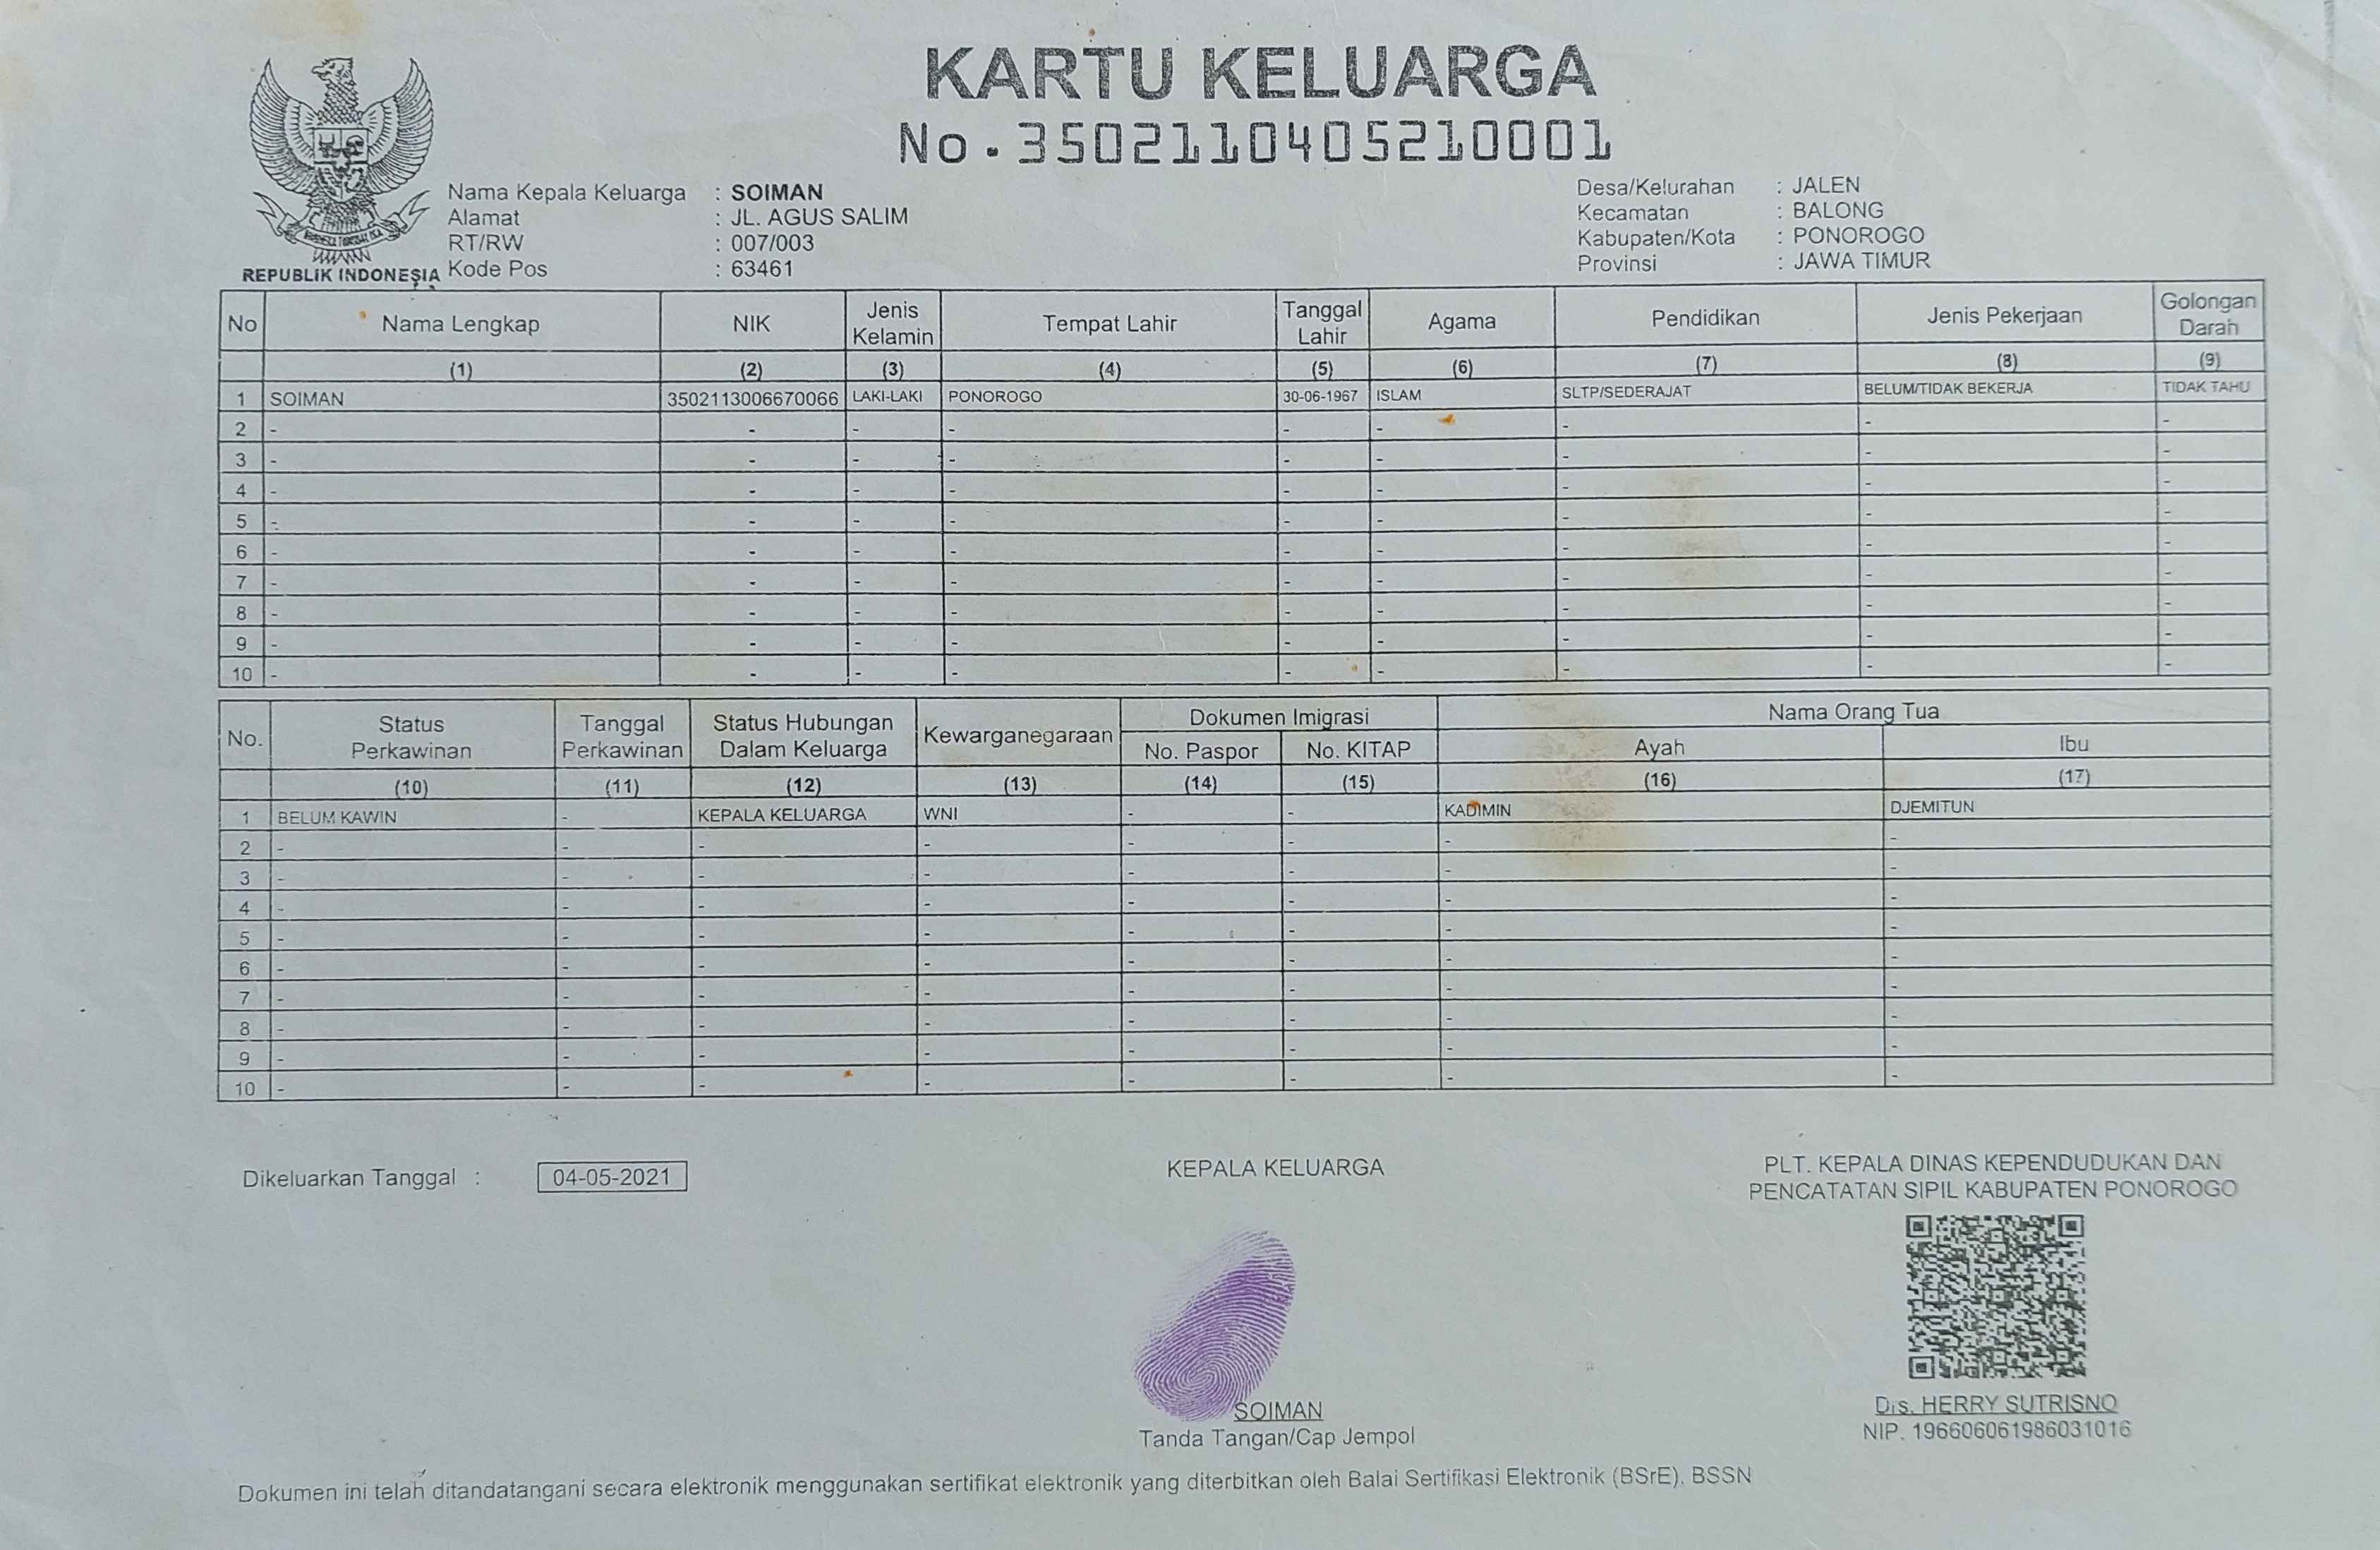 KARTU KELUARGA
No. 3502110405210001
REPUBLIK INDONESIA
Nama Kepala Keluarga : SOIMAN
Alamat : JL. AGUS SALIM
RT/RW : 007/003
Kode Pos : 63461
Desa/Kelurahan : JALEN
Kecamatan : BALONG
Kabupaten/Kota : PONOROGO
Provinsi : JAWA TIMUR
No Nama Lengkap NIK Jenis Kelamin Tempat Lahir Tanggal Lahir Agama Pendidikan Jenis Pekerjaan Golongan Darah
(1) (2) (3) (4) (5) (6) (7) (8) (9)
1 SOIMAN 3502113006670066 LAKI-LAKI PONOROGO 30-06-1967 ISLAM SLTP/SEDERAJAT BELUM/TIDAK BEKERJA TIDAK TAHU
2 - - - - - - - - -
3 - - - - - - - - -
4 - - - - - - - - -
5 - - - - - - - - -
6 - - - - - - - - -
7 - - - - - - - - -
8 - - - - - - - - -
9 - - - - - - - - -
10 - - - - - - - - -
No. Status Perkawinan Tanggal Perkawinan Status Hubungan Dalam Keluarga Kewarganegaraan Dokumen Imigrasi Nama Orang Tua
No. Paspor No. KITAP Ayah Ibu
(10) (11) (12) (13) (14) (15) (16) (17)
1 BELUM KAWIN - KEPALA KELUARGA WNI - - KADIMIN DJEMITUN
2 - - - - - - - -
3 - - - - - - - -
4 - - - - - - - -
5 - - - - - - - -
6 - - - - - - - -
7 - - - - - - - -
8 - - - - - - - -
9 - - - - - - - -
10 - - - - - - - -
Dikeluarkan Tanggal : 04-05-2021
KEPALA KELUARGA
SOIMAN
Tanda Tangan/Cap Jempol
PLT. KEPALA DINAS KEPENDUDUKAN DAN
PENCATATAN SIPIL KABUPATEN PONOROGO
Drs. HERRY SUTRISNO
NIP. 196606061986031016
Dokumen ini telah ditandatangani secara elektronik menggunakan sertifikat elektronik yang diterbitkan oleh Balai Sertifikasi Elektronik (BSrE), BSSN